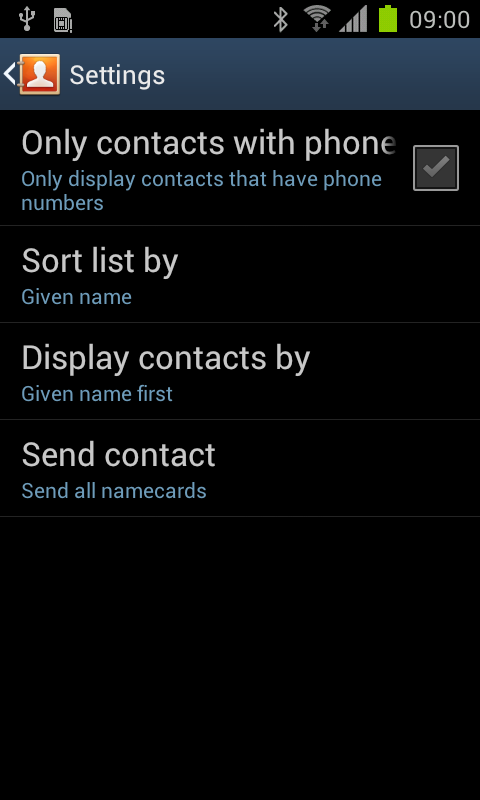 09:00
Settings
Only contacts with phone
Only display contacts that have phone
numbers
Sort list by
Given name
Display contacts by
Given name first
Send contact
Send all namecards